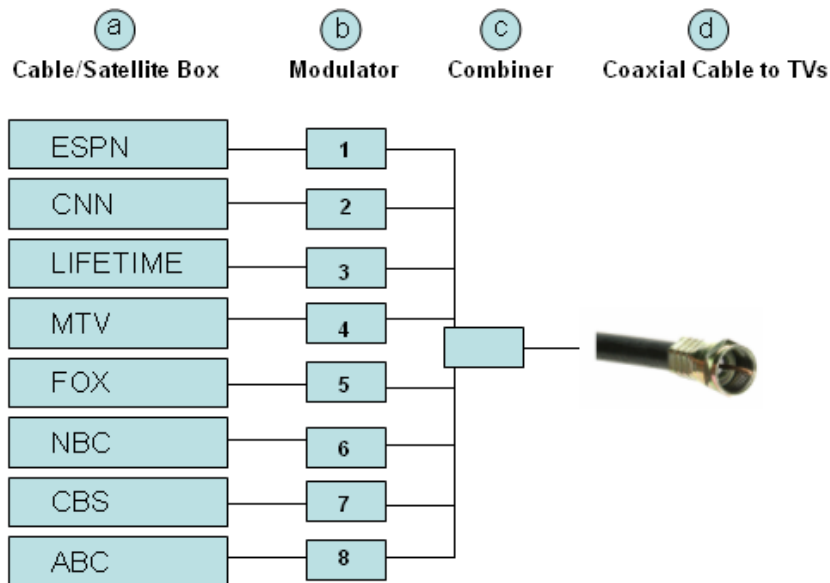 a b c d
Cable/Satellite Box Modulator Combiner Coaxial Cable to TVs
ESPN 1
CNN 2
LIFETIME 3
MTV 4
FOX 5
NBC 6
CBS 7
ABC 8